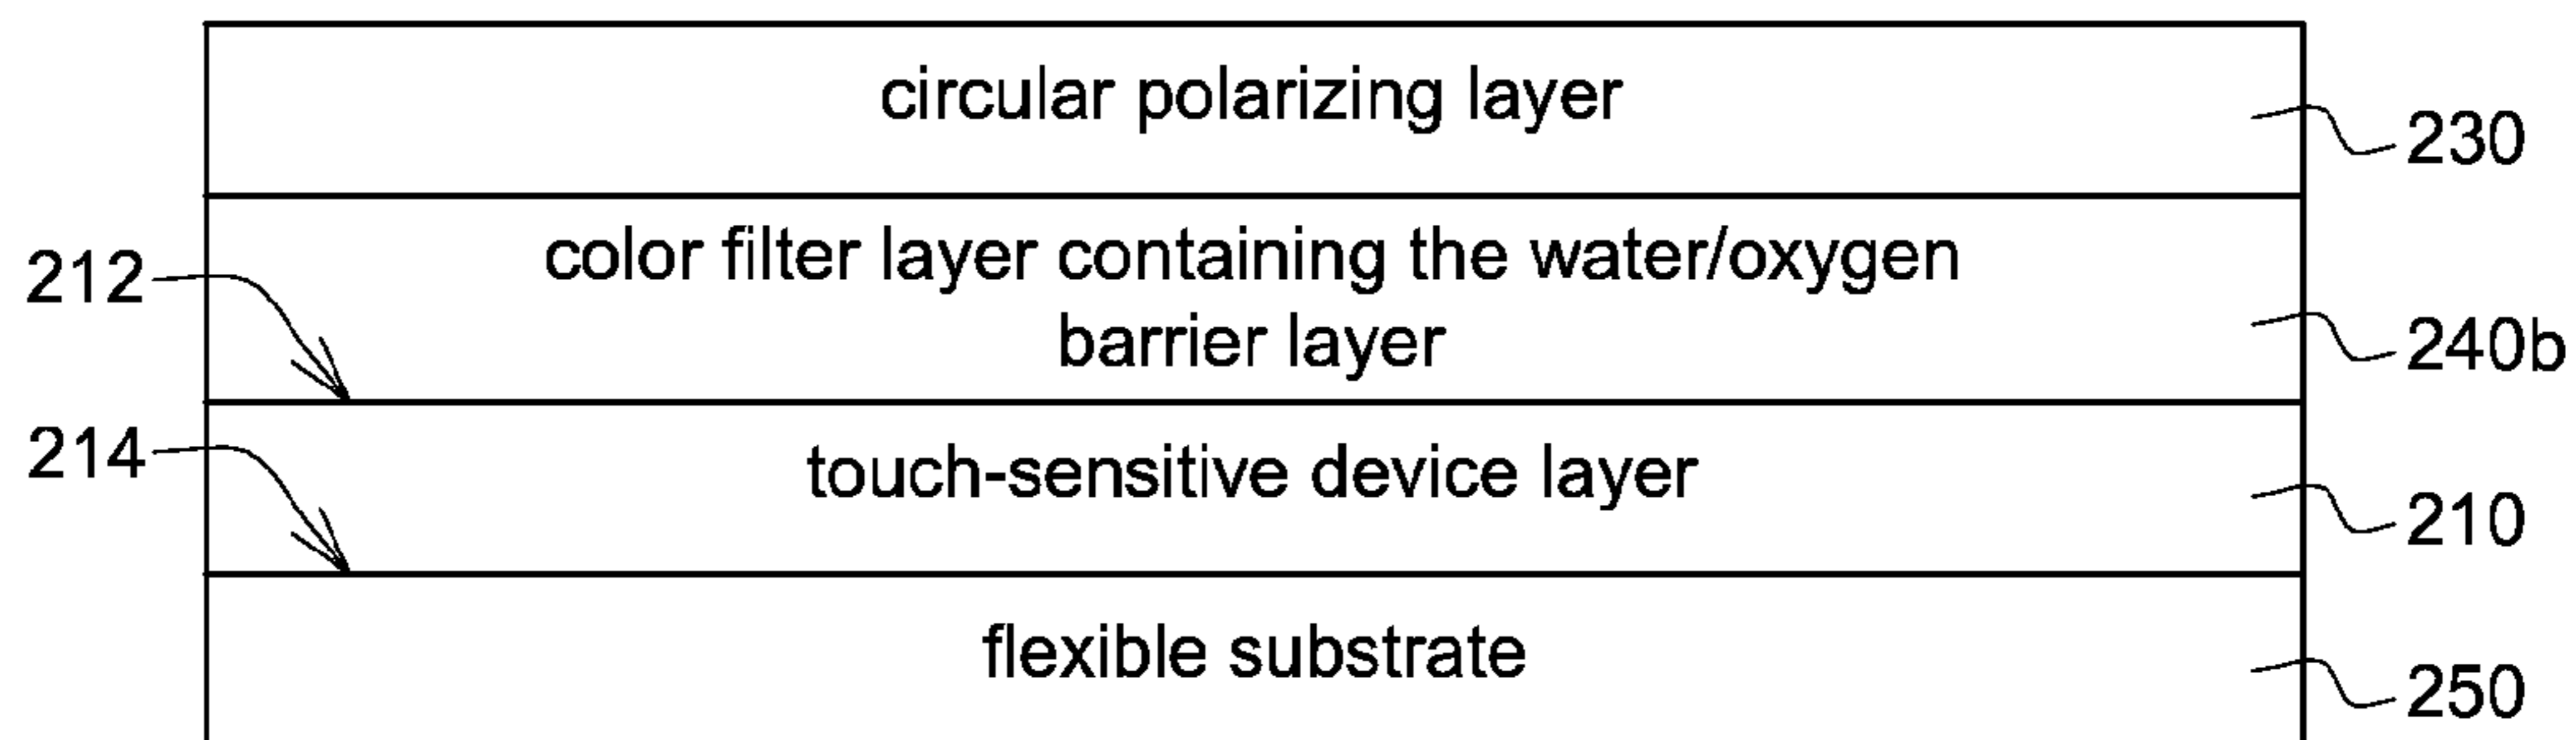 circular polarizing layer
230
color filter layer containing the water/oxygen
barrier layer
212
240b
214
touch-sensitive device layer
210
flexible substrate
250